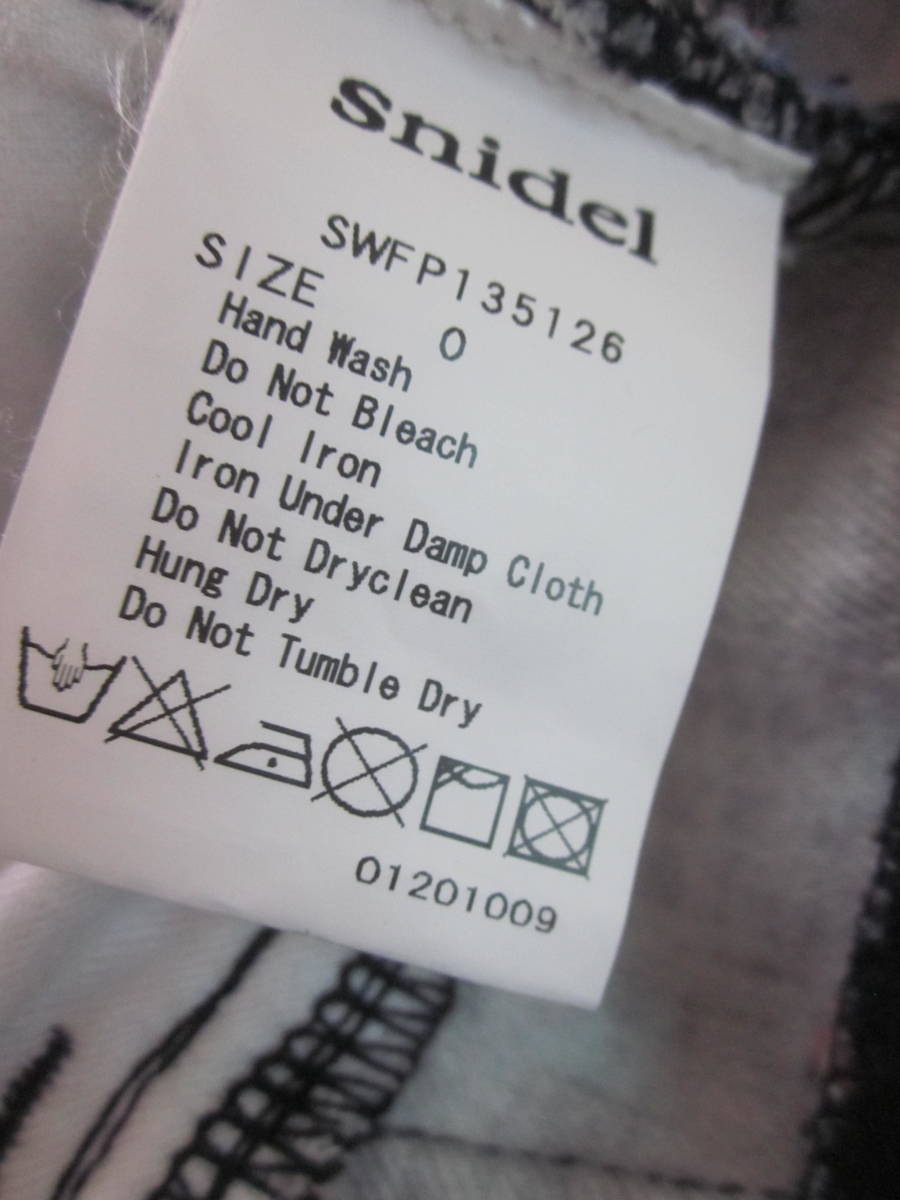 snidel
SWFP135126
SIZE 0
Hand Wash
Do Not Bleach
Cool Iron
Iron Under Damp Cloth
Do Not Dryclean
Hung Dry
Do Not Tumble Dry
01201009